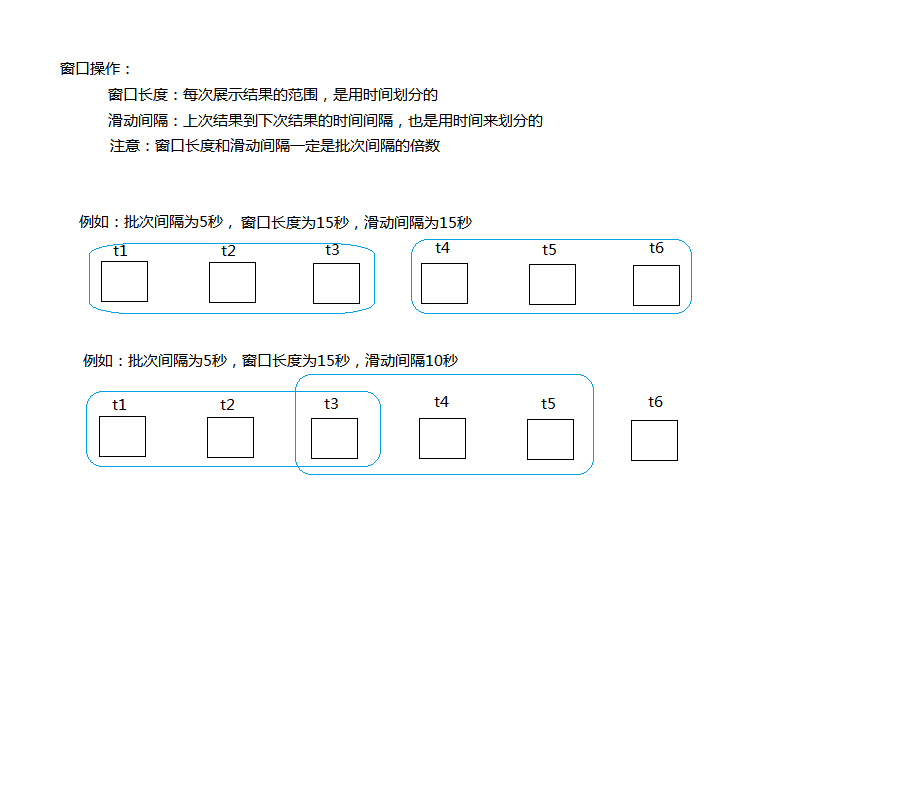 窗口操作：
窗口长度：每次展示结果的范围，是用时间划分的
滑动间隔：上次结果到下次结果的时间间隔，也是用时间来划分的
注意：窗口长度和滑动间隔一定是批次间隔的倍数
例如：批次间隔为5秒，窗口长度为15秒，滑动间隔为15秒
t1 t2 t3 t4 t5 t6
例如：批次间隔为5秒，窗口长度为15秒，滑动间隔10秒
t1 t2 t3 t4 t5 t6